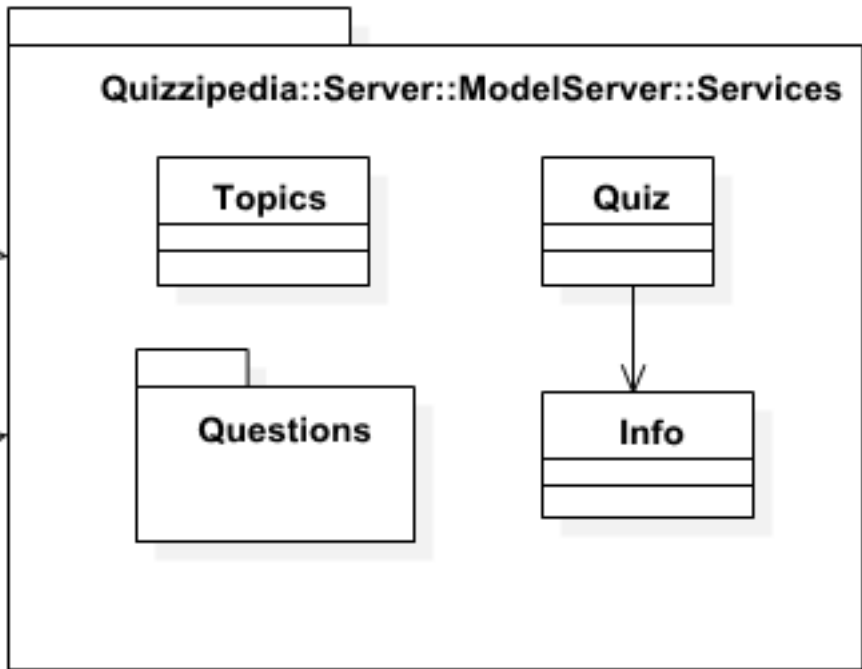 Quizzipedia::Server::ModelServer::Services
Topics
Quiz
Questions
Info